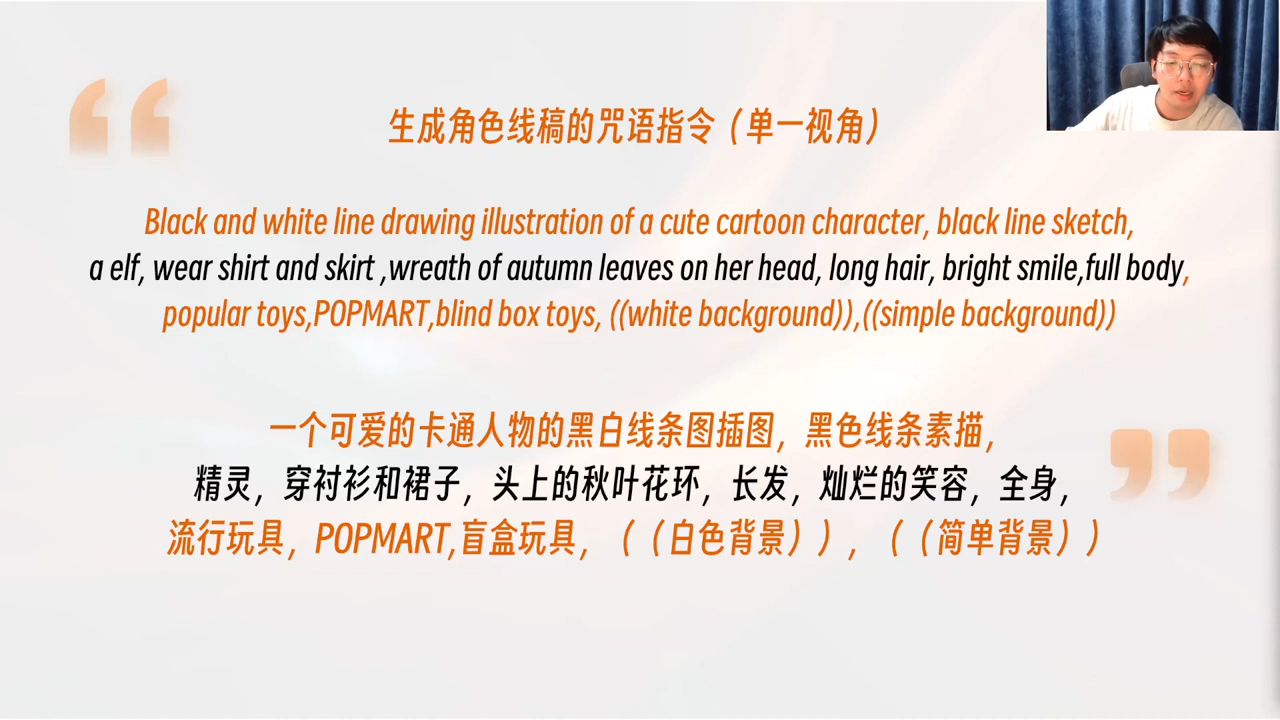 生成角色线稿的咒语指令（单一视角）
Black and white line drawing illustration of a cute cartoon character, black line sketch,
a elf, wear shirt and skirt ,wreath of autumn leaves on her head, long hair, bright smile,full body,
popular toys,POPMART,blind box toys, ((white background)),((simple background))
一个可爱的卡通人物的黑白线条图插图，黑色线条素描，
精灵，穿衬衫和裙子，头上的秋叶花环，长发，灿烂的笑容，全身，
流行玩具，POPMART,盲盒玩具，（（白色背景）），（（简单背景））